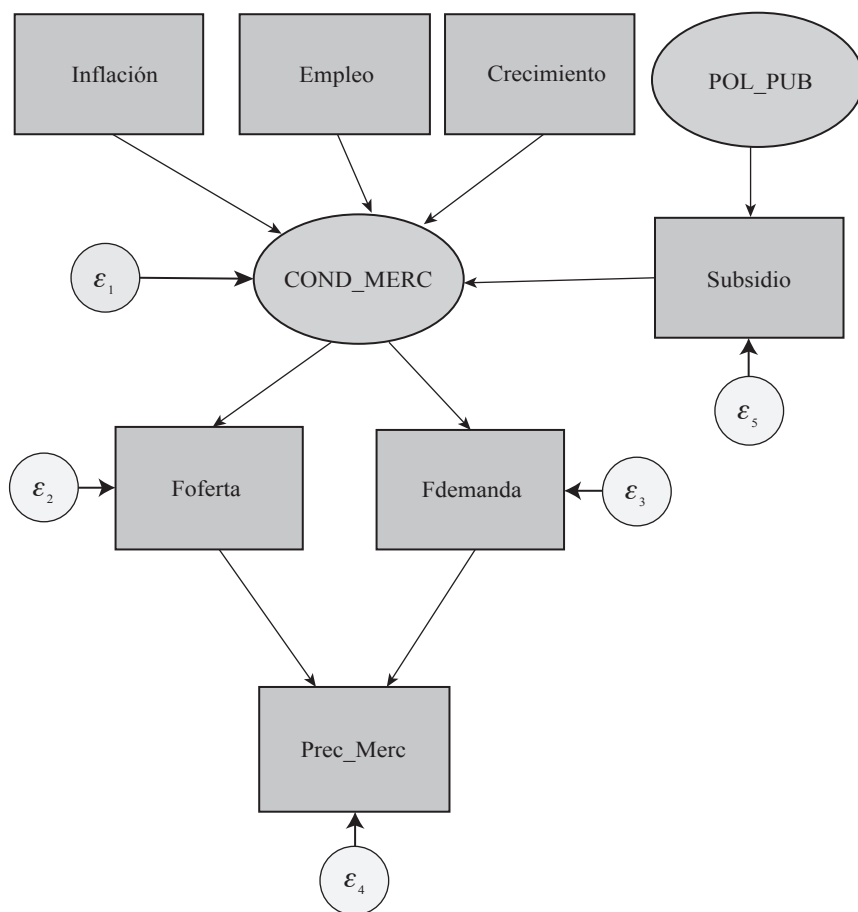 Inflación
Empleo
Crecimiento
POL_PUB
ε1
COND_MERC
Subsidio
ε5
ε2
Foferta
Fdemanda
ε3
Prec_Merc
ε4